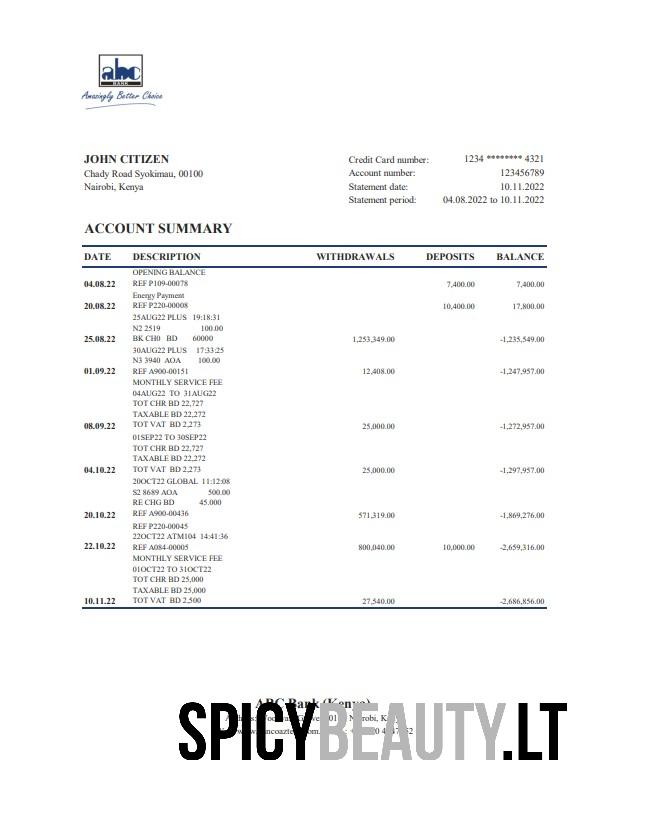 abc
BANK
Amazingly Better Choice
JOHN CITIZEN
Chady Road Syokimau, 00100
Nairobi, Kenya
Credit Card number: 1234 ******** 4321
Account number: 123456789
Statement date: 10.11.2022
Statement period: 04.08.2022 to 10.11.2022
ACCOUNT SUMMARY
DATE DESCRIPTION WITHDRAWALS DEPOSITS BALANCE
OPENING BALANCE
04.08.22 REF P109-00078 7,400.00 7,400.00
Energy Payment
20.08.22 REF P220-00008 10,400.00 17,800.00
25AUG22 PLUS 19:18:31
N2 2519 100.00
25.08.22 BK CH0 BD 60000 1,253,349.00 -1,235,549.00
30AUG22 PLUS 17:33:25
N3 3940 AOA 100.00
01.09.22 REF A900-00151 12,408.00 -1,247,957.00
MONTHLY SERVICE FEE
04AUG22 TO 31AUG22
TOT CHR BD 22,727
TAXABLE BD 22,272
08.09.22 TOT VAT BD 2,273 25,000.00 -1,272,957.00
01SEP22 TO 30SEP22
TOT CHR BD 22,727
TAXABLE BD 22,272
04.10.22 TOT VAT BD 2,273 25,000.00 -1,297,957.00
20OCT22 GLOBAL 11:12:08
S2 8689 AOA 500.00
RE CHG BD 45.000
20.10.22 REF A900-00436 571,319.00 -1,869,276.00
REF P220-00045
22OCT22 ATM104 14:41:36
22.10.22 REF A084-00005 800,040.00 10,000.00 -2,659,316.00
MONTHLY SERVICE FEE
01OCT22 TO 31OCT22
TOT CHR BD 25,000
TAXABLE BD 25,000
10.11.22 TOT VAT BD 2,500 27,540.00 -2,686,856.00
ABC Bank (Kenya)
SPICYBEAUTY.LT